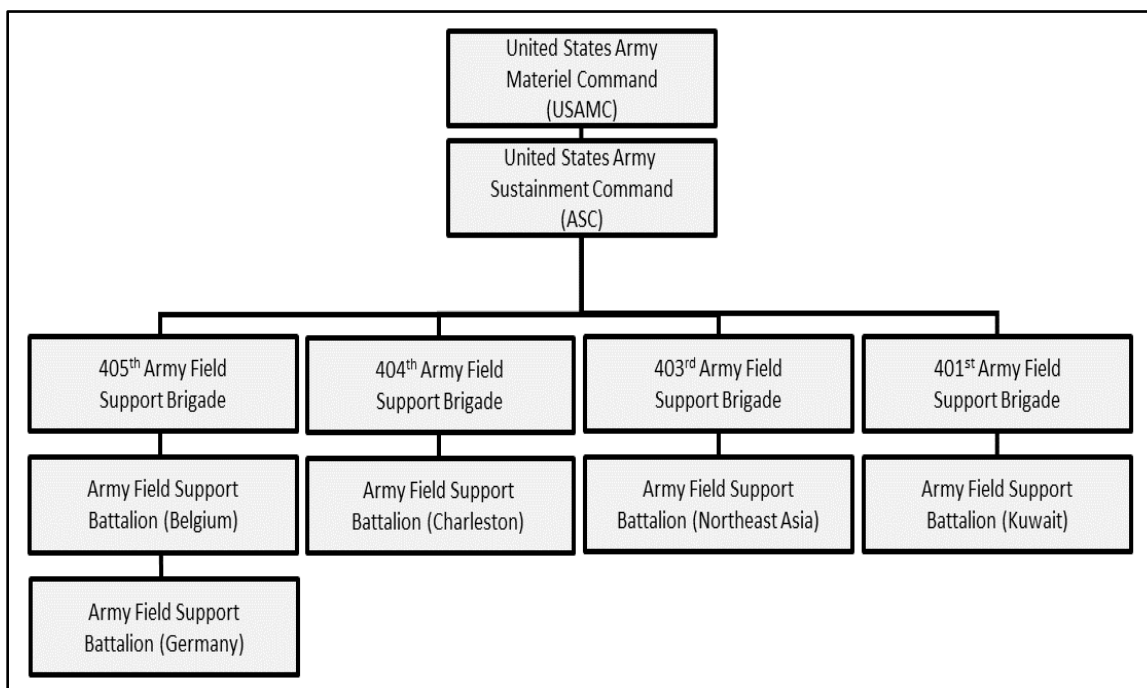 United States Army
Materiel Command
(USAMC)
United States Army
Sustainment Command
(ASC)
405th Army Field
Support Brigade
404th Army Field
Support Brigade
403rd Army Field
Support Brigade
401st Army Field
Support Brigade
Army Field Support
Battalion (Belgium)
Army Field Support
Battalion (Charleston)
Army Field Support
Battalion (Northeast Asia)
Army Field Support
Battalion (Kuwait)
Army Field Support
Battalion (Germany)